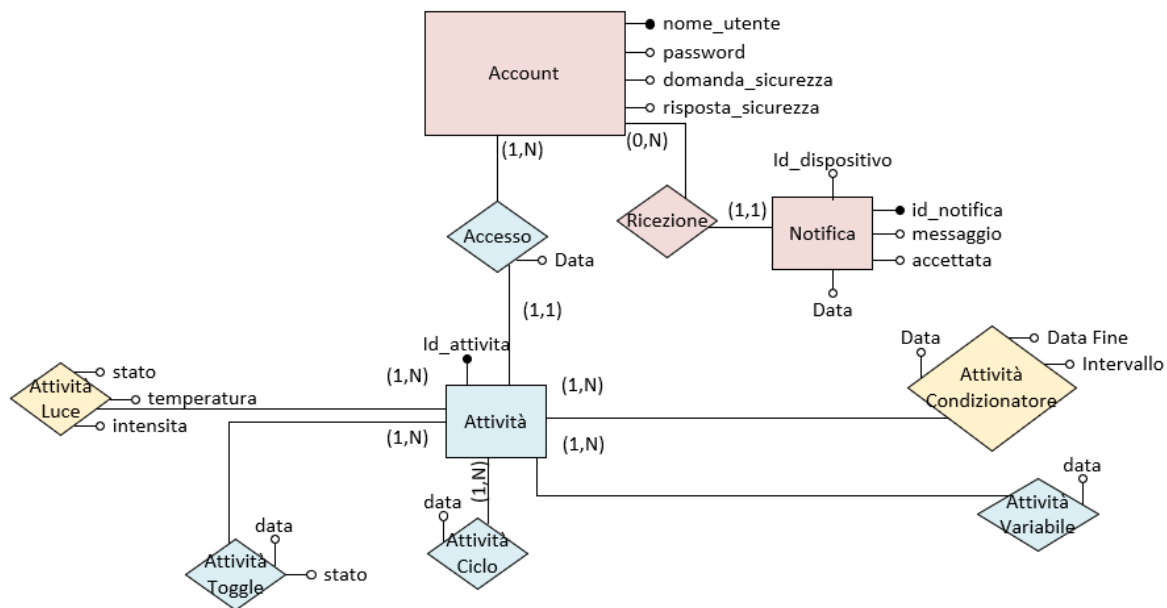 Account
nome_utente
password
domanda_sicurezza
risposta_sicurezza
(1,N)
(0,N)
Id_dispositivo
Accesso
Data
Ricezione
(1,1)
Notifica
id_notifica
messaggio
accettata
Data
(1,1)
Id_attivita
Attività
Luce
stato
temperatura
intensita
(1,N)
(1,N)
Attività
(1,N)
(1,N)
(1,N)
Data
Data Fine
Intervallo
Attività
Condizionatore
data
Attività
Variabile
data
Attività
Ciclo
data
Attività
Toggle
stato